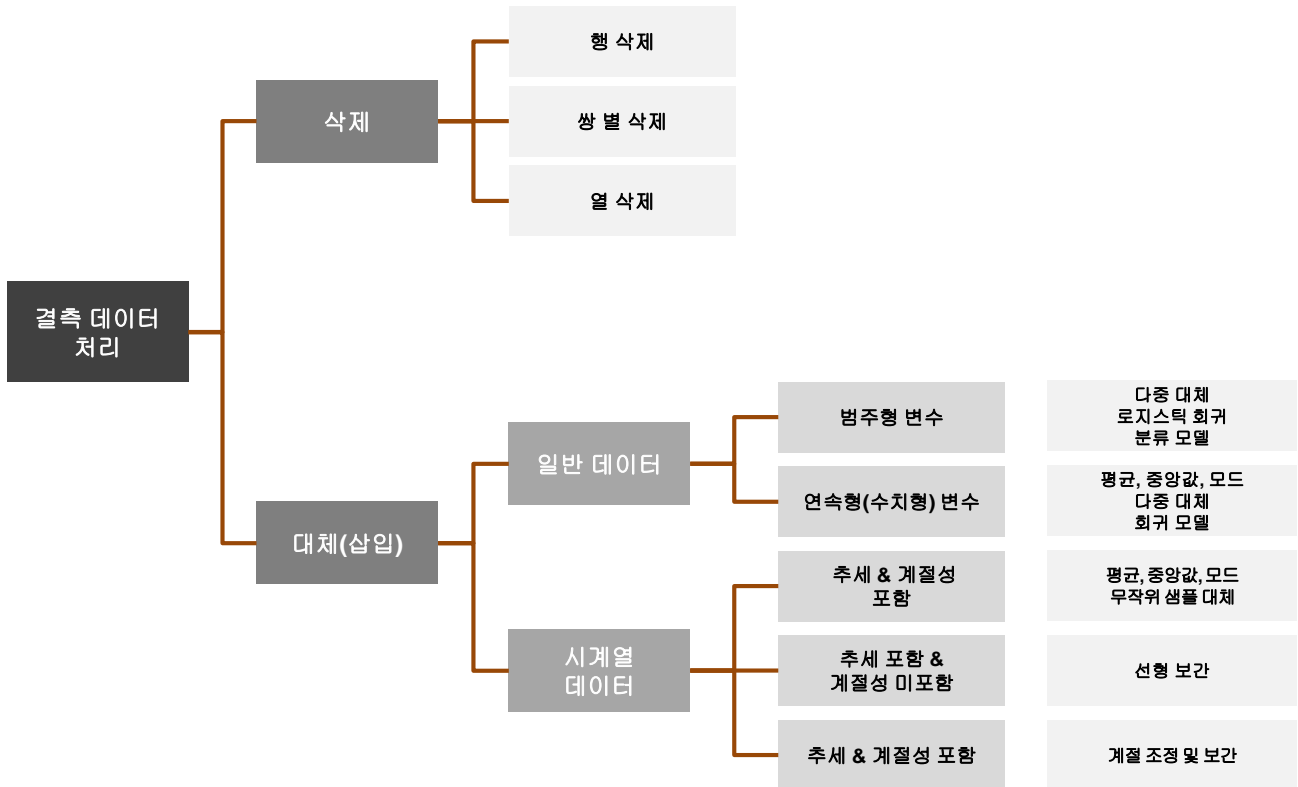 결측 데이터
처리
삭제
행 삭제
쌍 별 삭제
열 삭제
대체(삽입)
일반 데이터
범주형 변수
다중 대체
로지스틱 회귀
분류 모델
연속형(수치형) 변수
평균, 중앙값, 모드
다중 대체
회귀 모델
시계열
데이터
추세 & 계절성
포함
평균, 중앙값, 모드
무작위 샘플 대체
추세 포함 &
계절성 미포함
선형 보간
추세 & 계절성 포함
계절 조정 및 보간